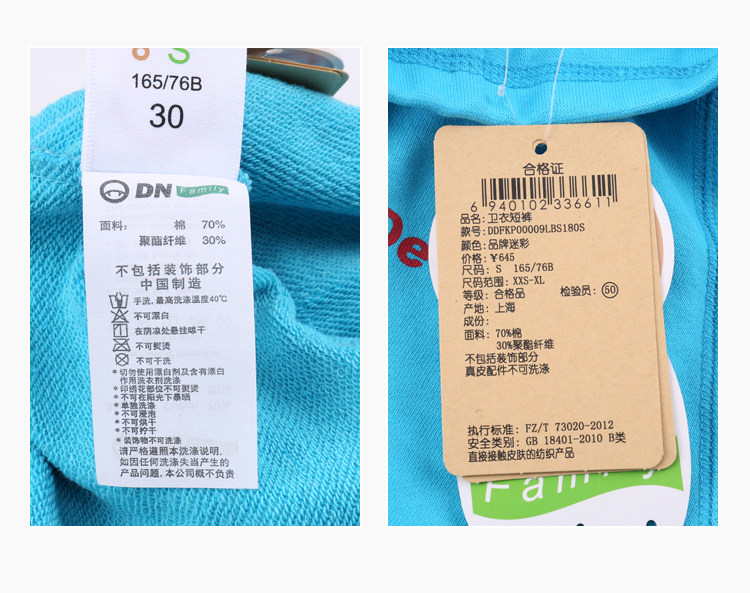 6 S
165/76B
30
DN Family
面料: 棉 70%
聚酯纤维 30%
不包括装饰部分
中国制造
手洗,最高洗涤温度40℃
不可漂白
在阴凉处悬挂晾干
不可熨烫
不可干洗
*切勿使用漂白剂及含有漂白
作用洗衣剂洗涤
*印绣花部位不可熨烫
*不可在阳光下暴晒
*单独洗涤
*不可浸泡
*不可烘干
*不可拧干
*装饰物不可洗涤
请严格遵照本洗涤说明,
如因任何洗涤失当产生的
产品问题,本公司概不负责
De
合格证
6 940102 336611
品名: 卫衣短裤
款号: DDFKP00009LBS180S
颜色: 品牌迷彩
价格: ¥645
尺码: S 165/76B
尺码范围: XXS-XL
等级: 合格品 检验员: 50
产地: 上海
成份:
面料: 70%棉
30%聚酯纤维
不包括装饰部分
真皮配件不可洗涤
执行标准: FZ/T 73020-2012
安全类别: GB 18401-2010 B类
直接接触皮肤的纺织产品
Family